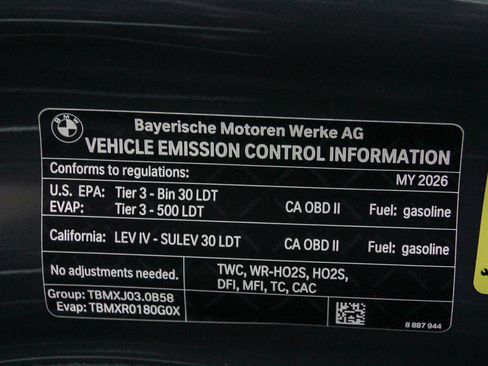 BMW
Bayerische Motoren Werke AG
VEHICLE EMISSION CONTROL INFORMATION
Conforms to regulations: MY 2026
U.S. EPA: Tier 3 - Bin 30 LDT
EVAP: Tier 3 - 500 LDT CA OBD II Fuel: gasoline
California: LEV IV - SULEV 30 LDT CA OBD II Fuel: gasoline
No adjustments needed. TWC, WR-HO2S, HO2S,
DFI, MFI, TC, CAC
Group: TBMXJ03.0B58
Evap: TBMXR0180G0X
8 887 944